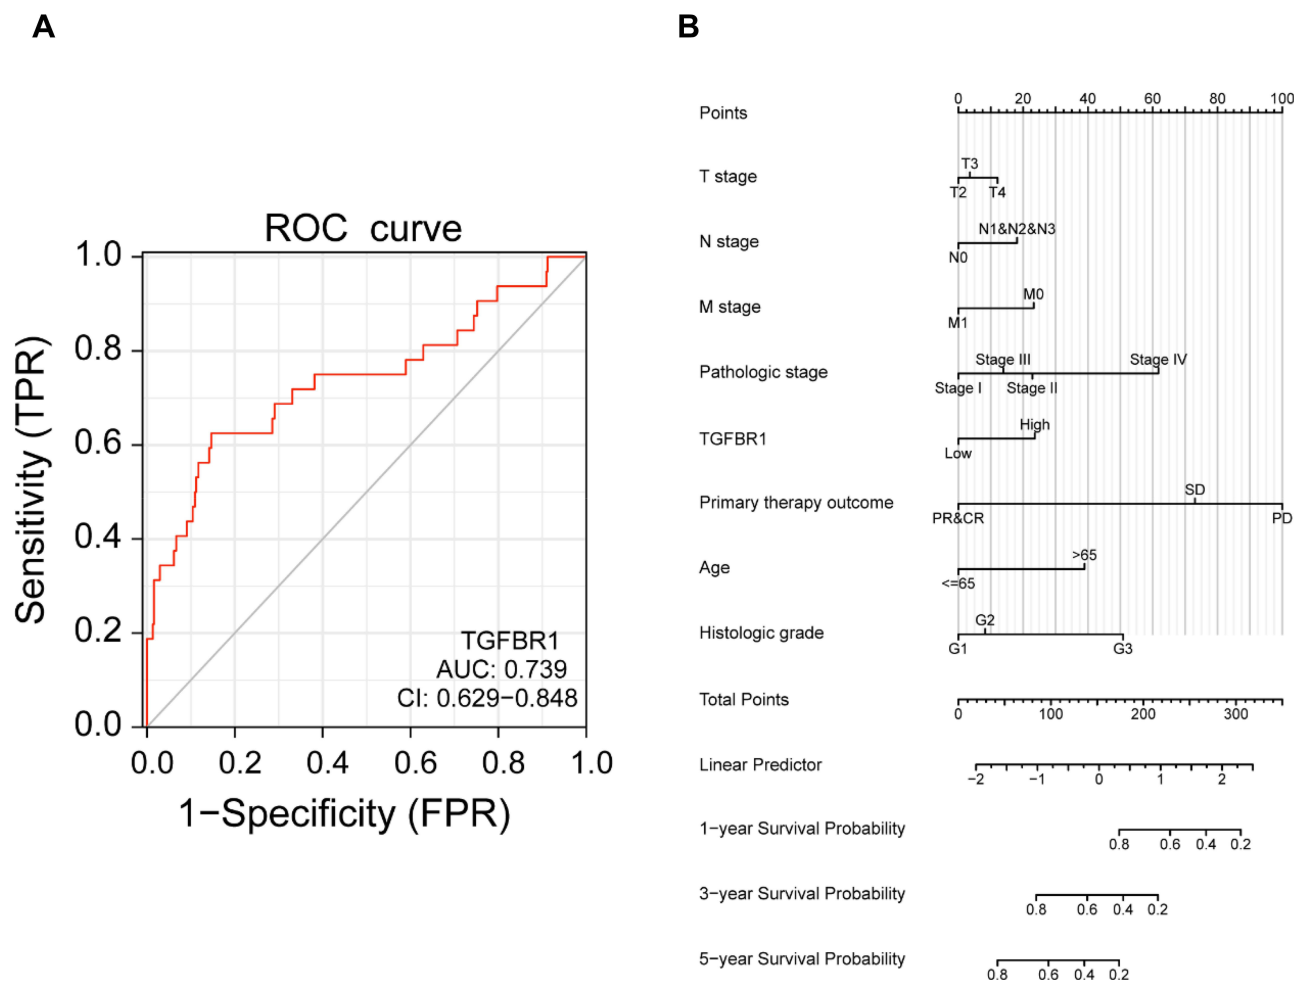 A
ROC curve
1.0
0.8
0.6
0.4
0.2
0.0
Sensitivity (TPR)
TGFBR1
AUC: 0.739
CI: 0.629−0.848
0.0 0.2 0.4 0.6 0.8 1.0
1−Specificity (FPR)
B
Points
0 20 40 60 80 100
T stage
T3
T2 T4
N stage
N1&N2&N3
N0
M stage
M0
M1
Pathologic stage
Stage III Stage IV
Stage I Stage II
TGFBR1
High
Low
Primary therapy outcome
SD
PR&CR PD
Age
>65
<=65
Histologic grade
G2
G1 G3
Total Points
0 100 200 300
Linear Predictor
−2 −1 0 1 2
1−year Survival Probability
0.8 0.6 0.4 0.2
3−year Survival Probability
0.8 0.6 0.4 0.2
5−year Survival Probability
0.8 0.6 0.4 0.2